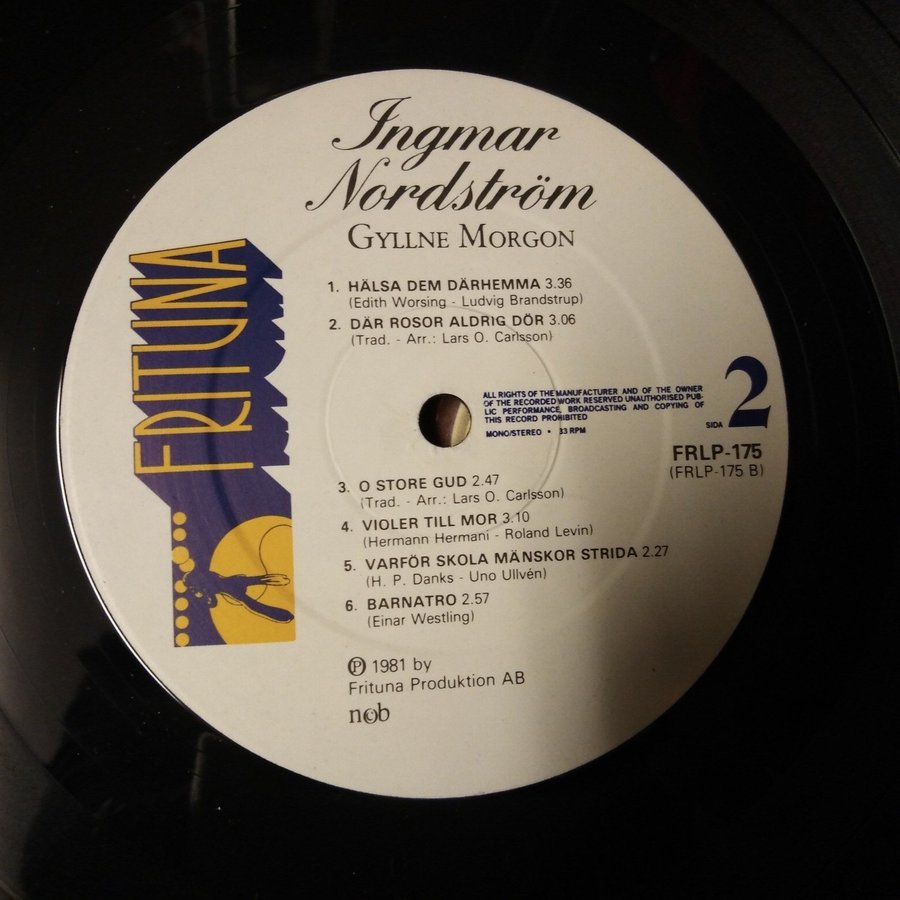 Ingmar
Nordström
GYLLNE MORGON
FRITUNA
1. HÄLSA DEM DÄRHEMMA 3.36
(Edith Worsing - Ludvig Brandstrup)
2. DÄR ROSOR ALDRIG DÖR 3.06
(Trad. - Arr.: Lars O. Carlsson)
ALL RIGHTS OF THE MANUFACTURER AND OF THE OWNER
OF THE RECORDED WORK RESERVED UNAUTHORISED PUB-
LIC PERFORMANCE, BROADCASTING AND COPYING OF
THIS RECORD PROHIBITED
MONO/STEREO • 33 RPM
SIDA 2
FRLP-175
(FRLP-175 B)
3. O STORE GUD 2.47
(Trad. - Arr.: Lars O. Carlsson)
4. VIOLER TILL MOR 3.10
(Hermann Hermani - Roland Levin)
5. VARFÖR SKOLA MÄNSKOR STRIDA 2.27
(H. P. Danks - Uno Ullvén)
6. BARNATRO 2.57
(Einar Westling)
Ⓟ 1981 by
Frituna Produktion AB
n©b